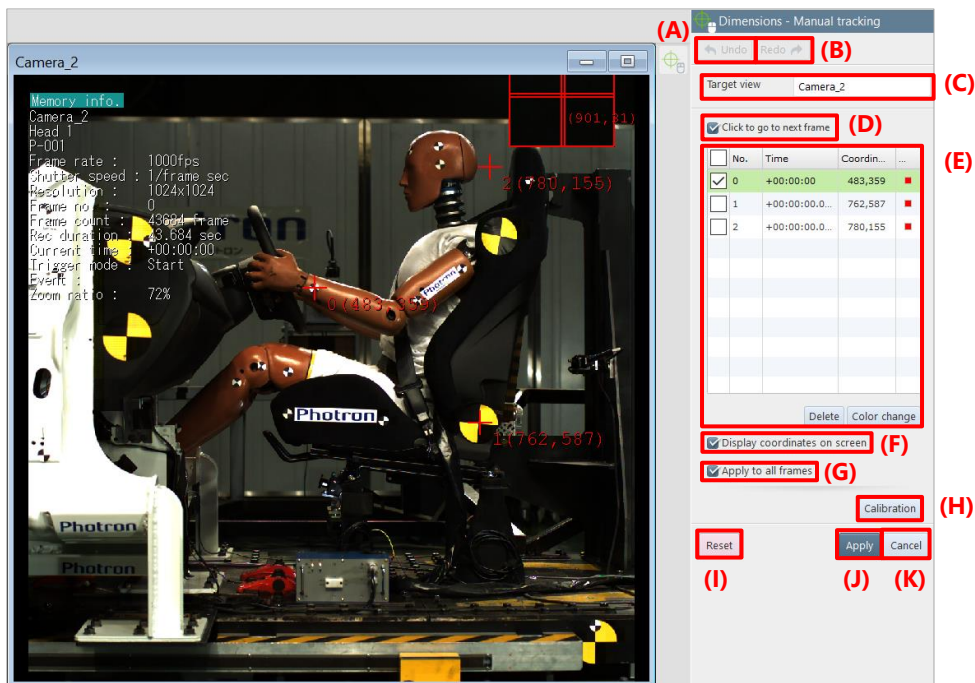 (A)
Dimensions - Manual tracking
Undo
Redo
(B)
Camera_2
Target view
Camera_2
(C)
Memory info.
Camera_2
Head 1
P-001
Frame rate : 1000fps
Shutter speed : 1/frame sec
Resolution : 1024x1024
Frame no : 0
Frame count : 43684 frame
Rec duration : 43.684 sec
Current time : +00:00:00
Trigger mode : Start
Event :
Zoom ratio : 72%
(901,31)
2(780,155)
0(483,359)
1(762,587)
Photron
Photron
Photron
Photron
Click to go to next frame
(D)
(E)
No. Time Coordin... ...
0 +00:00:00 483,359
1 +00:00:00.0... 762,587
2 +00:00:00.0... 780,155
Delete Color change
Display coordinates on screen
(F)
Apply to all frames
(G)
Calibration
(H)
Reset
Apply
Cancel
(I)
(J)
(K)